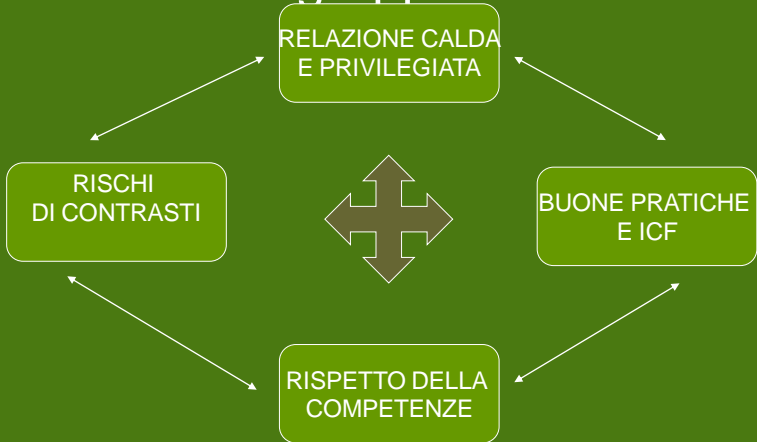 RELAZIONE CALDA
E PRIVILEGIATA
RISCHI
DI CONTRASTI
BUONE PRATICHE
E ICF
RISPETTO DELLA
COMPETENZE